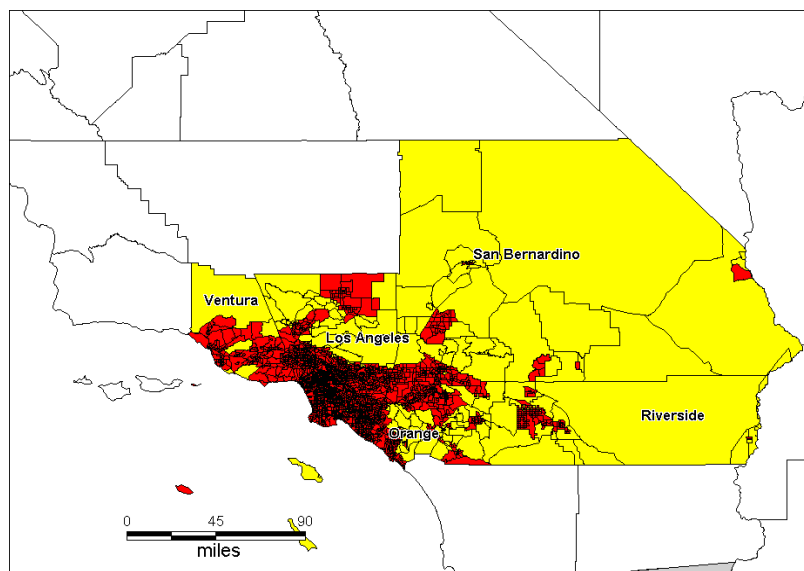 San Bernardino
Ventura
Los Angeles
Riverside
Orange
0 45 90
miles